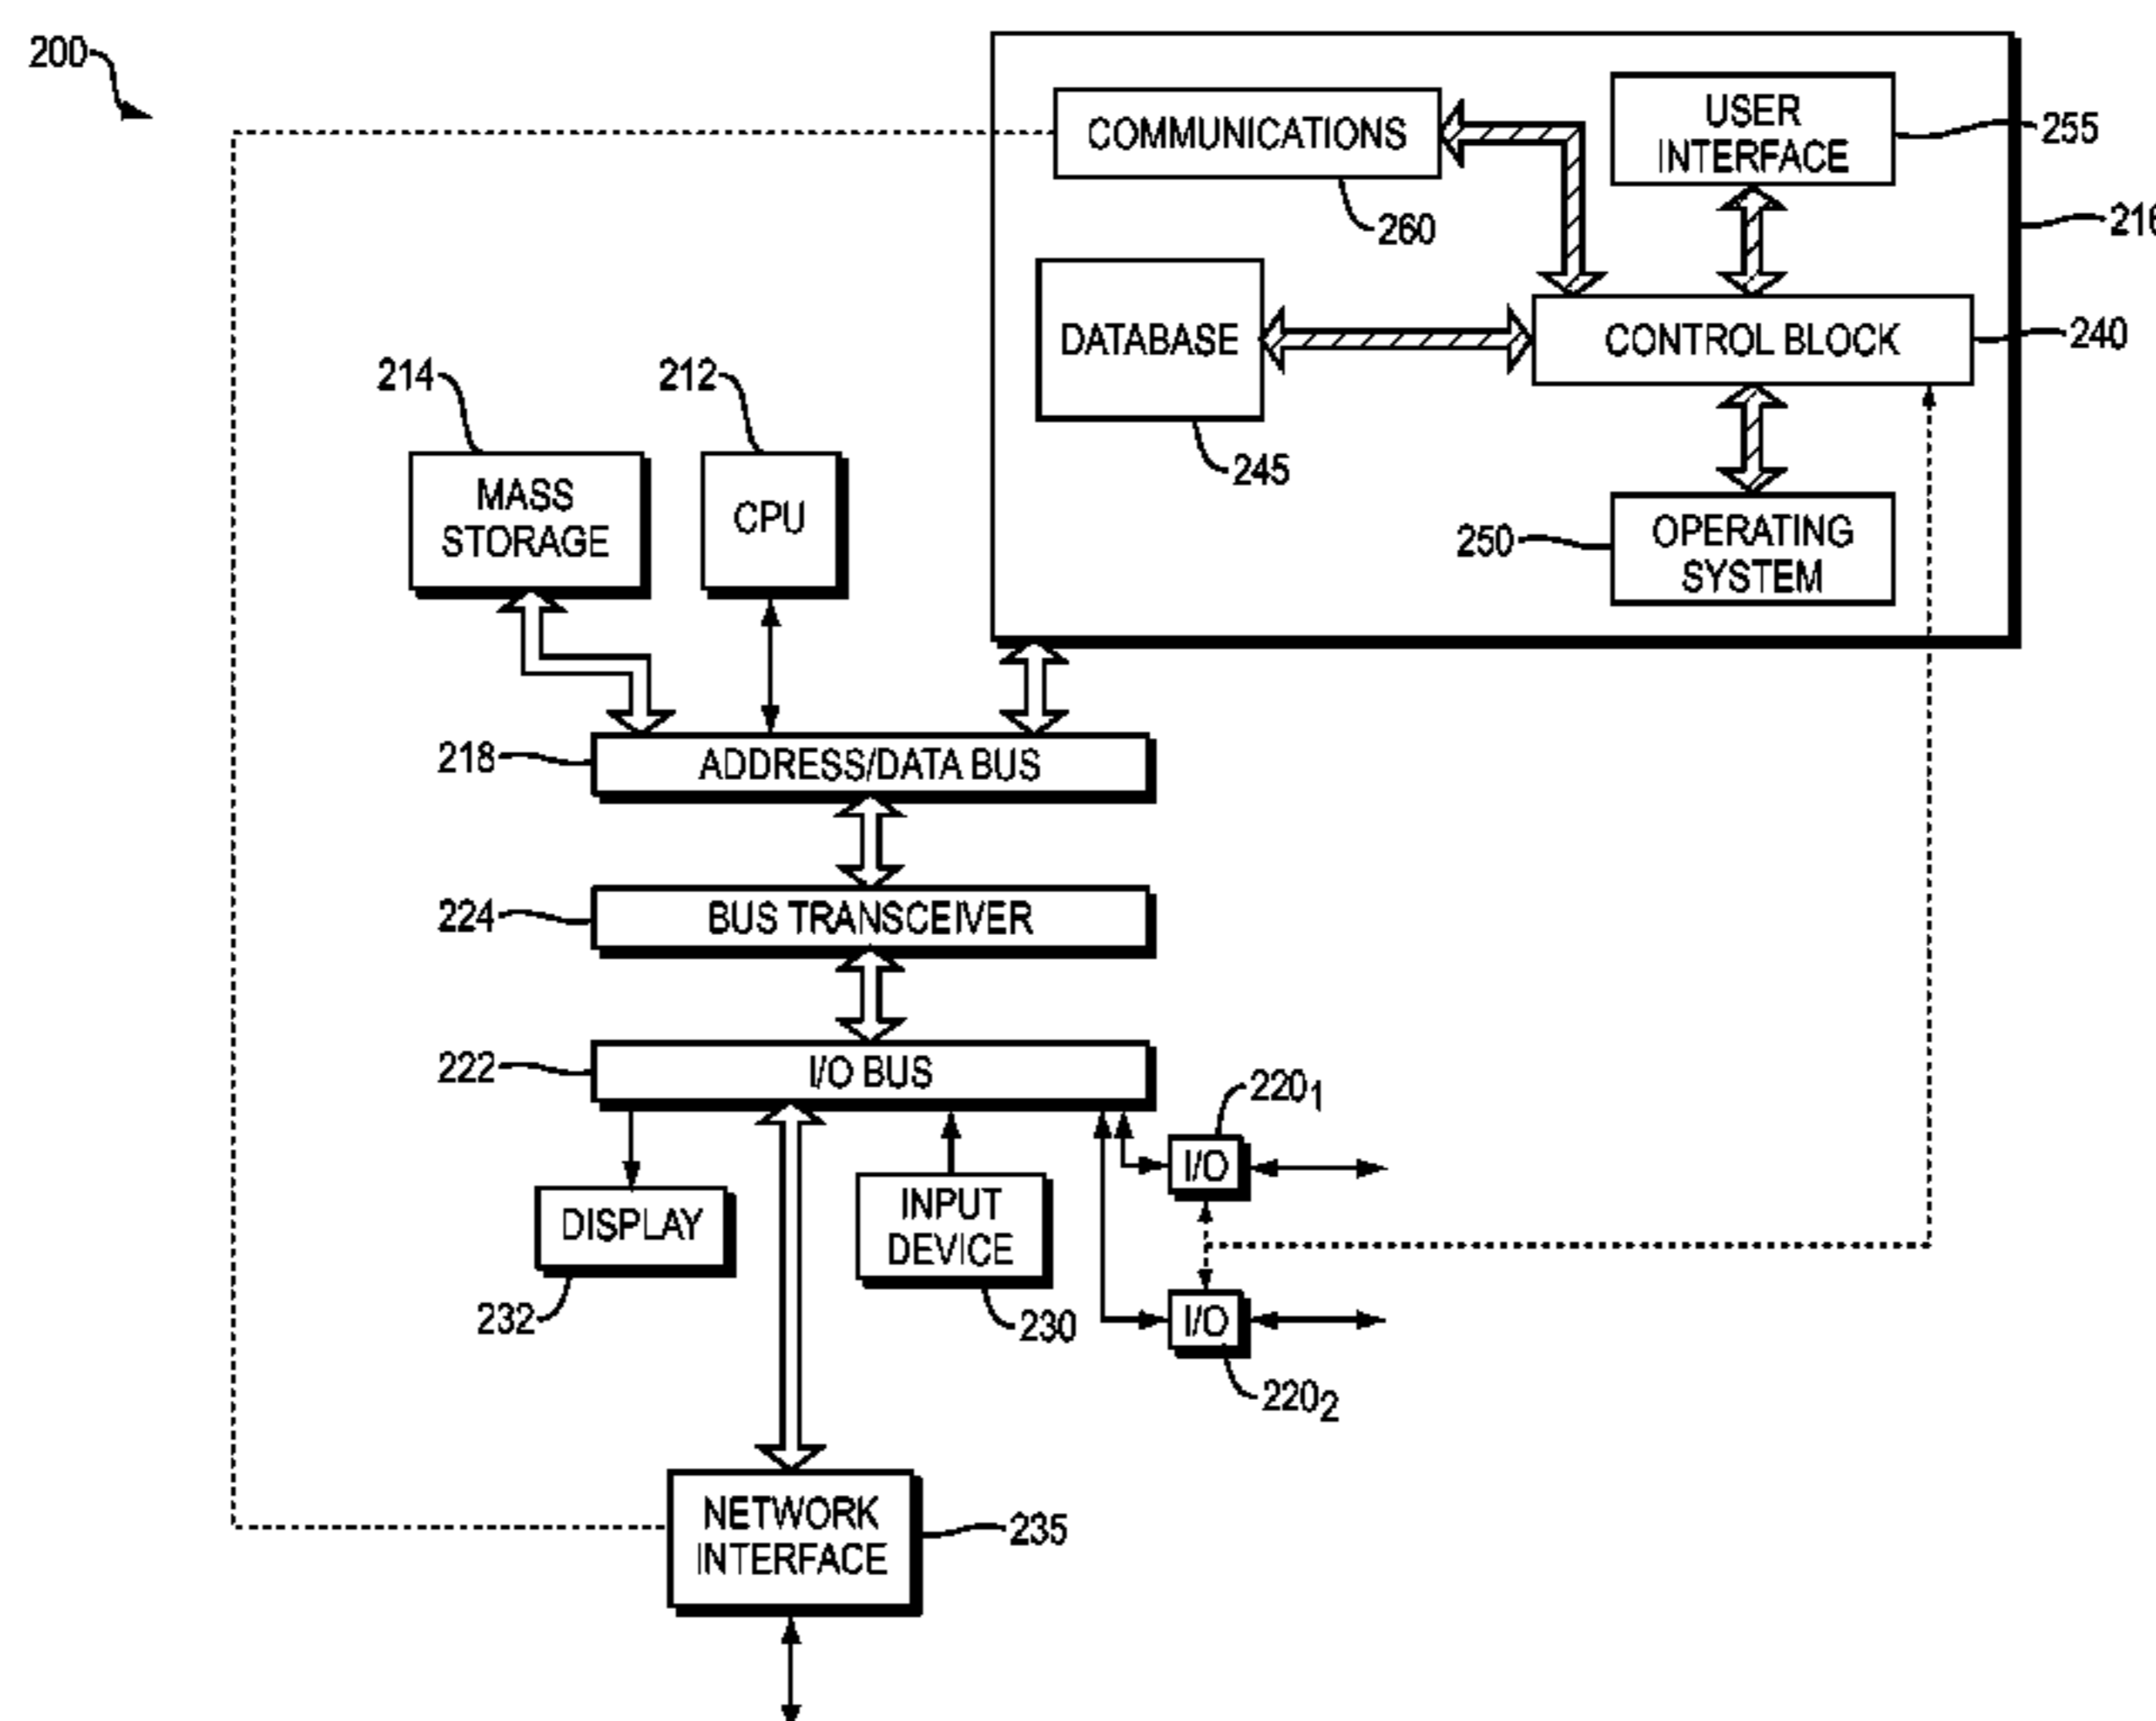 200
COMMUNICATIONS
USER
INTERFACE
255
260
216
DATABASE
CONTROL BLOCK
240
245
214
212
MASS
STORAGE
CPU
250
OPERATING
SYSTEM
218
ADDRESS/DATA BUS
224
BUS TRANSCEIVER
222
I/O BUS
220₁
I/O
DISPLAY
INPUT
DEVICE
232
230
I/O
220₂
NETWORK
INTERFACE
235